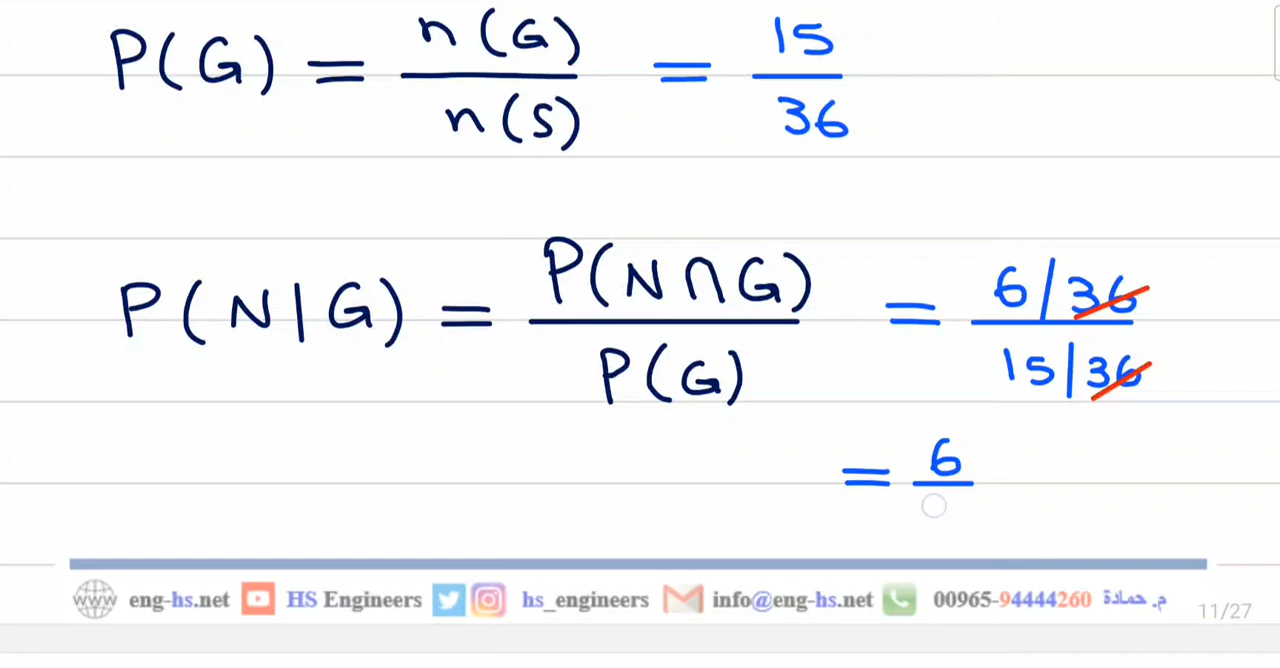 P(G) = n(G) / n(S) = 15 / 36
P(N|G) = P(N∩G) / P(G) = 6/36 / 15/36
= 6
www eng-hs.net HS Engineers hs_engineers info@eng-hs.net 00965-94444260 م. حمادة
11/27